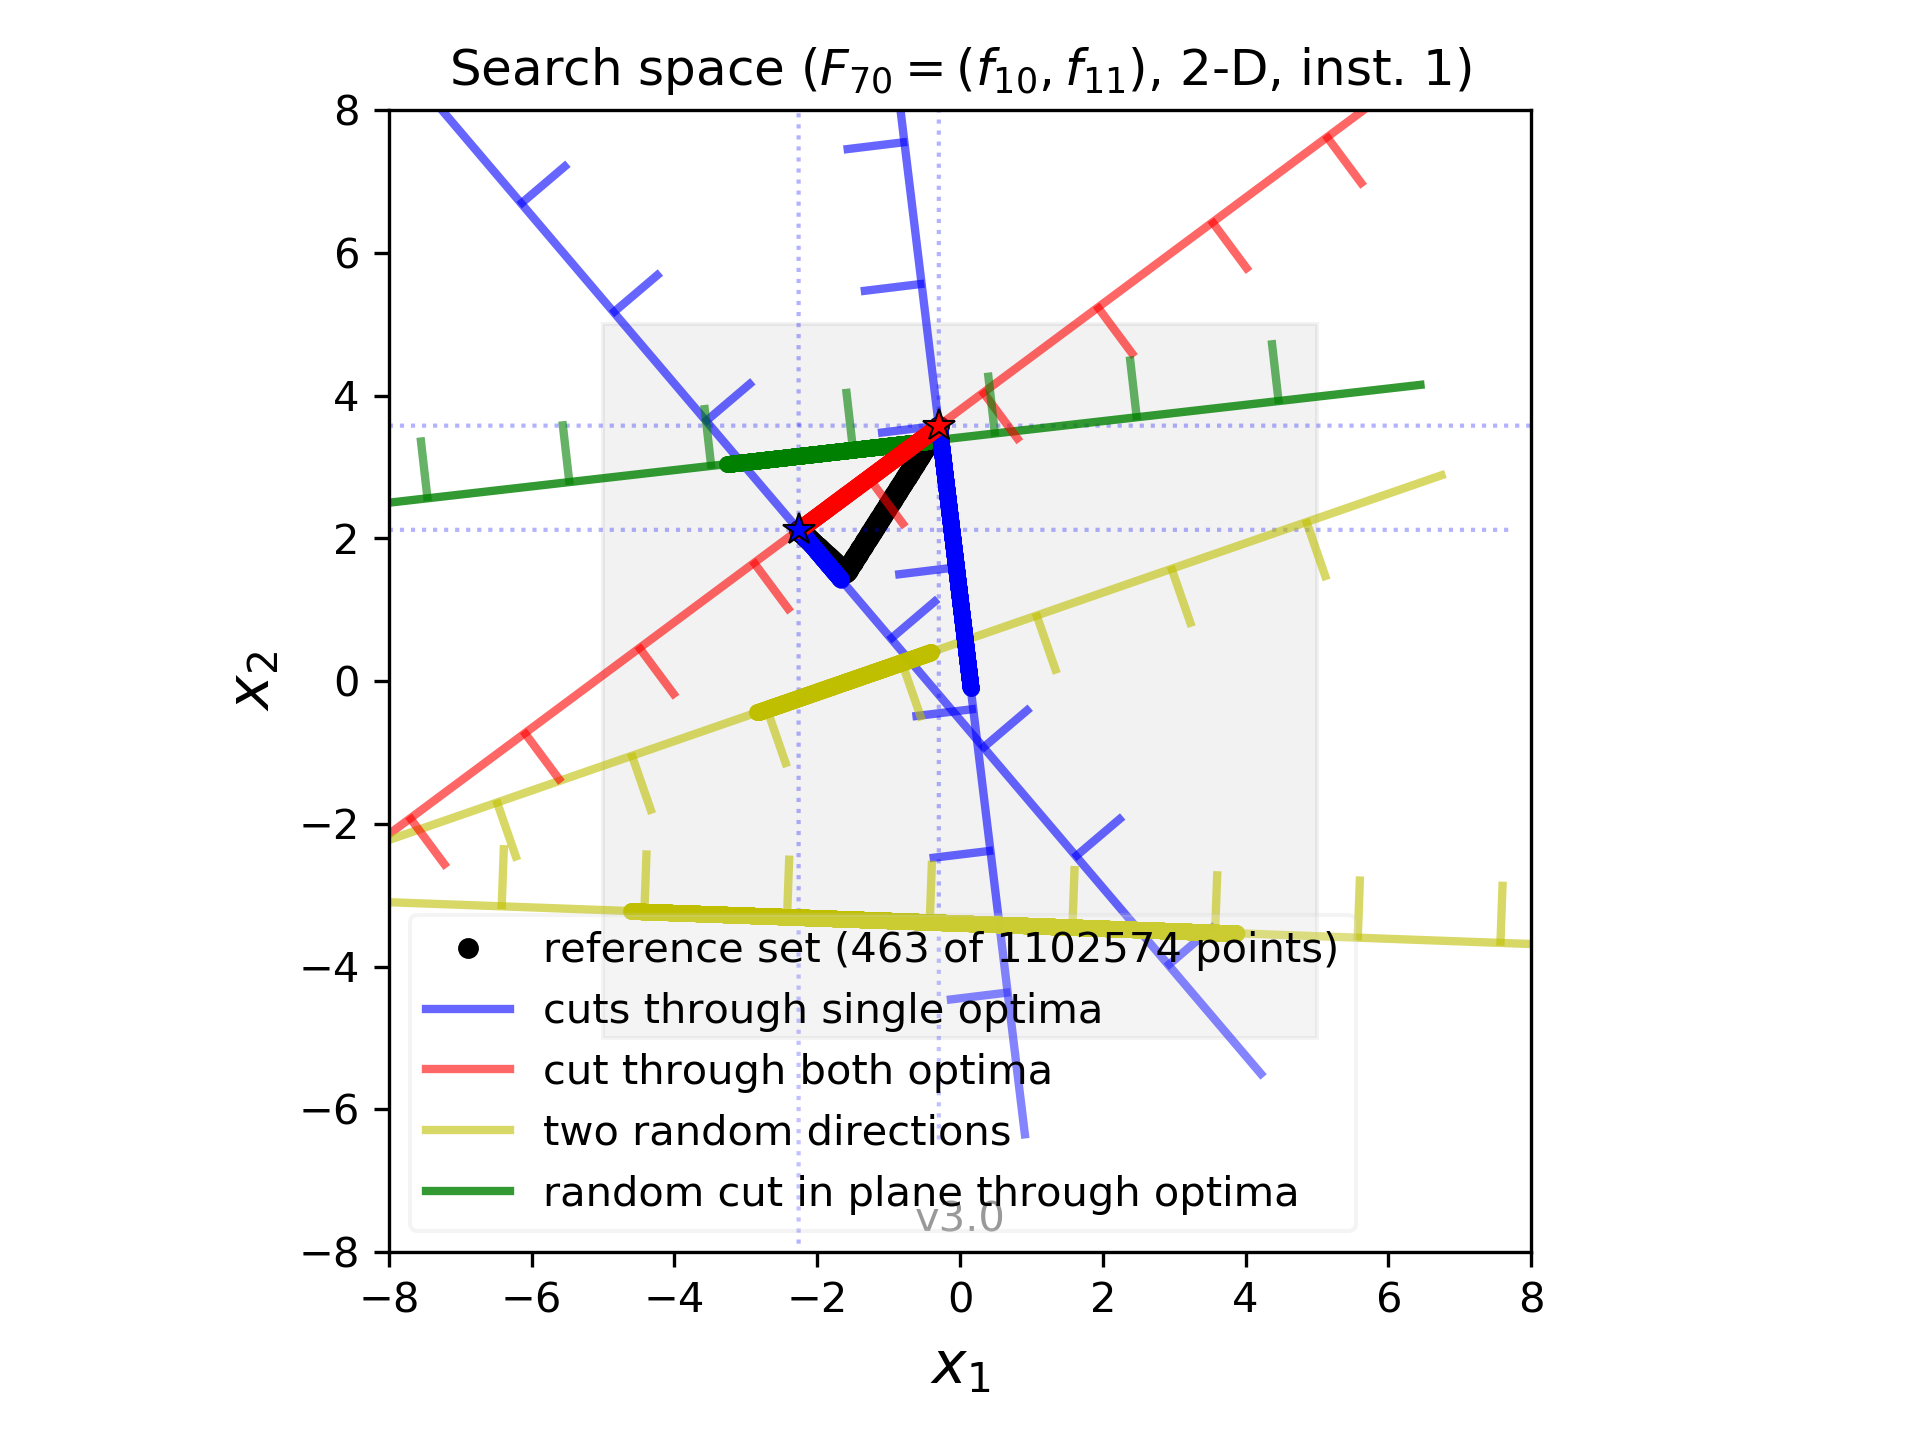 Search space (F₇₀ = (f₁₀, f₁₁), 2-D, inst. 1)
8
6
4
2
0
−2
−4
−6
−8
x₂
reference set (463 of 1102574 points)
cuts through single optima
cut through both optima
two random directions
random cut in plane through optima
v3.0
−8 −6 −4 −2 0 2 4 6 8
x₁